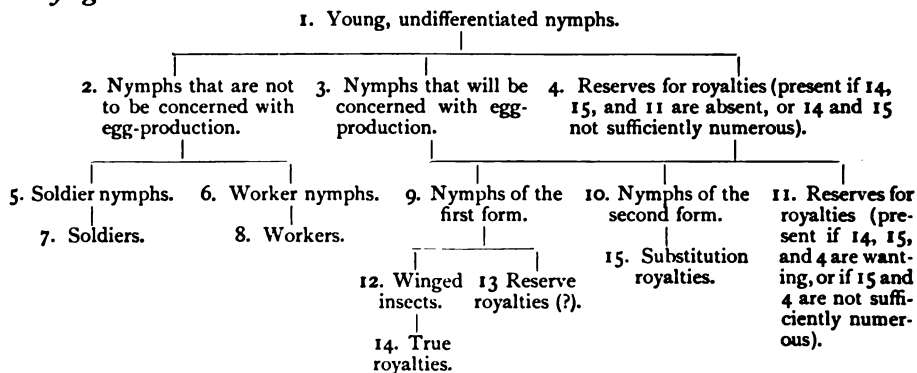 1. Young, undifferentiated nymphs.
2. Nymphs that are not
to be concerned with
egg-production.
3. Nymphs that will be
concerned with egg-
production.
4. Reserves for royalties (present if 14,
15, and 11 are absent, or 14 and 15
not sufficiently numerous).
5. Soldier nymphs.
6. Worker nymphs.
7. Soldiers.
8. Workers.
9. Nymphs of the
first form.
10. Nymphs of the
second form.
11. Reserves for
royalties (pre-
sent if 14, 15,
and 4 are want-
ing, or if 15 and
4 are not suffi-
ciently numer-
ous).
12. Winged
insects.
13 Reserve
royalties (?).
15. Substitution
royalties.
14. True
royalties.